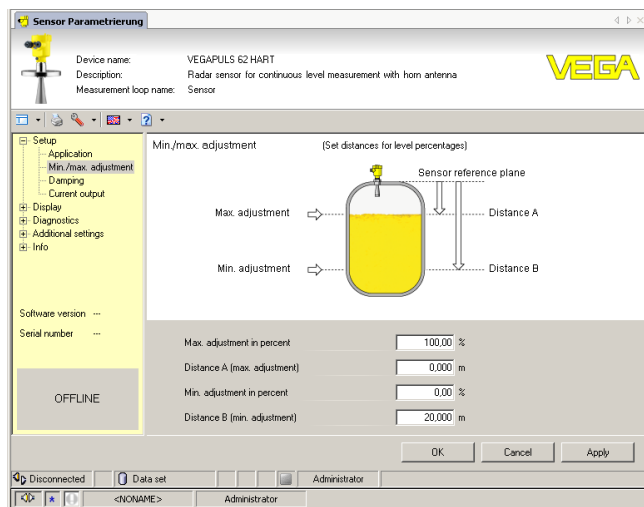 Sensor Parametrierung
Device name: VEGAPULS 62 HART
Description: Radar sensor for continuous level measurement with horn antenna
Measurement loop name: Sensor
VEGA
Setup
Application
Min./max. adjustment
Damping
Current output
Display
Diagnostics
Additional settings
Info
Software version ---
Serial number ---
OFFLINE
Min./max. adjustment (Set distances for level percentages)
Sensor reference plane
Max. adjustment Distance A
Min. adjustment Distance B
Max. adjustment in percent 100,00 %
Distance A (max. adjustment) 0,000 m
Min. adjustment in percent 0,00 %
Distance B (min. adjustment) 20,000 m
OK Cancel Apply
Disconnected Data set Administrator
<NONAME> Administrator